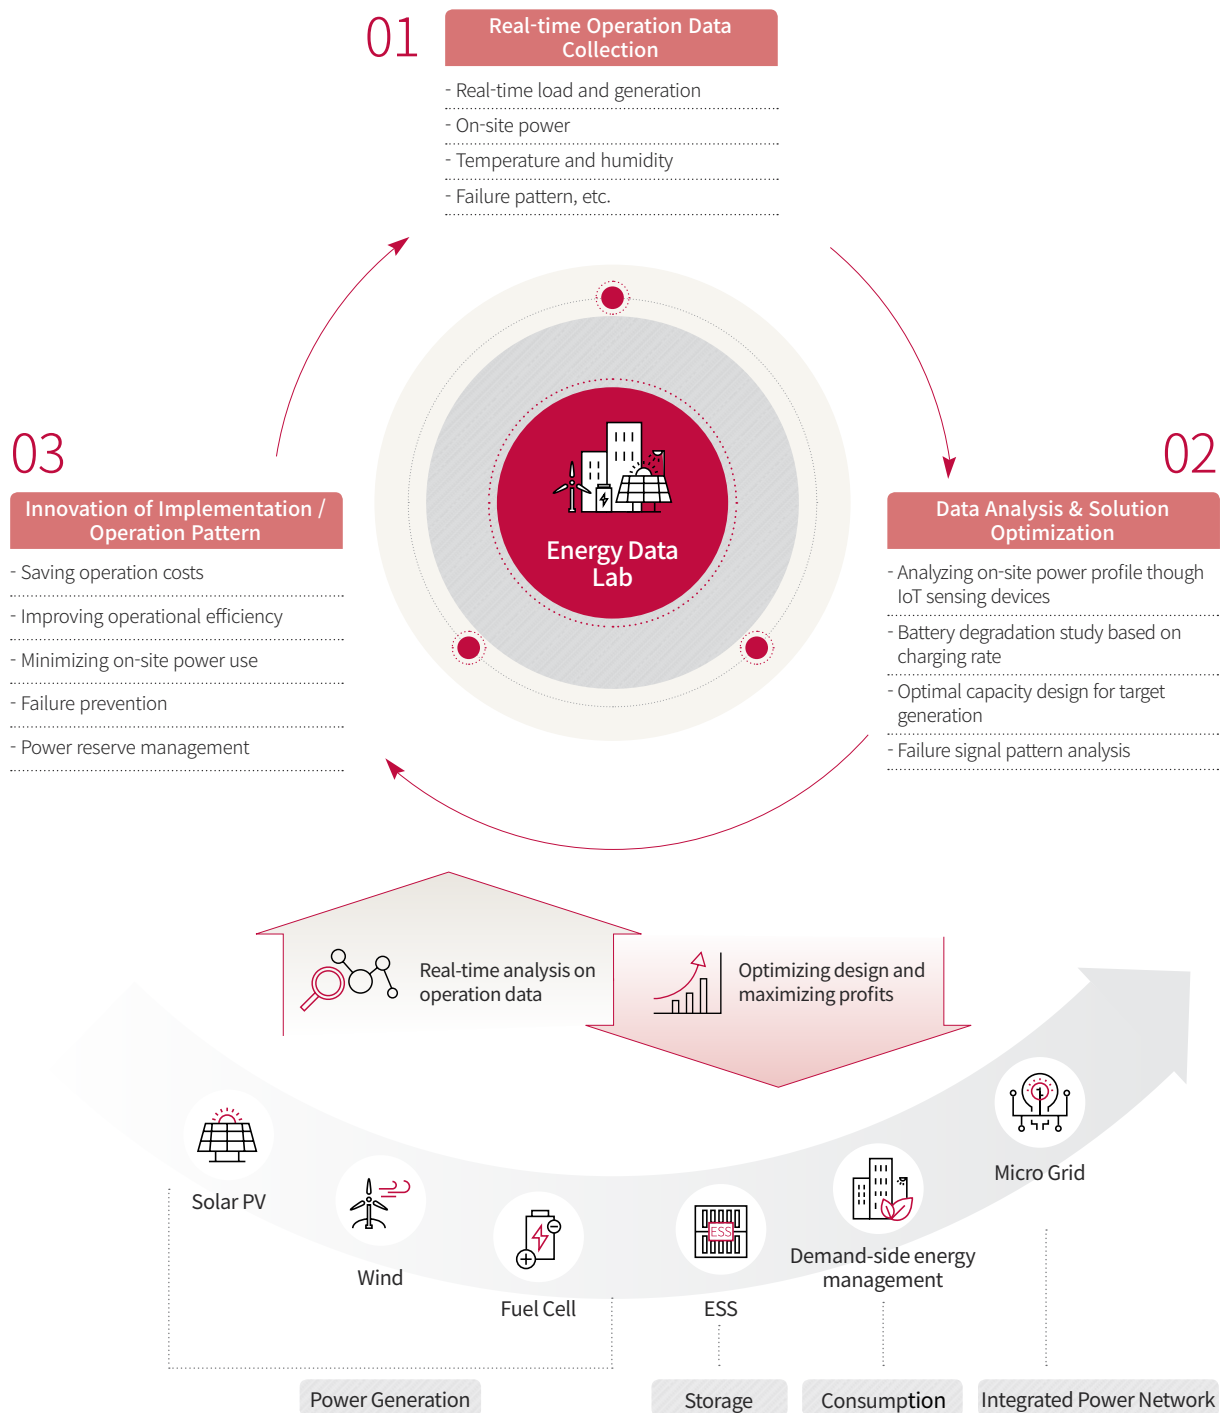 01
Real-time Operation Data
Collection
- Real-time load and generation
- On-site power
- Temperature and humidity
- Failure pattern, etc.
03
Innovation of Implementation /
Operation Pattern
- Saving operation costs
- Improving operational efficiency
- Minimizing on-site power use
- Failure prevention
- Power reserve management
Energy Data
Lab
02
Data Analysis & Solution
Optimization
- Analyzing on-site power profile though
IoT sensing devices
- Battery degradation study based on
charging rate
- Optimal capacity design for target
generation
- Failure signal pattern analysis
Real-time analysis on
operation data
Optimizing design and
maximizing profits
Solar PV
Wind
Fuel Cell
ESS
ESS
Demand-side energy
management
Micro Grid
Power Generation
Storage
Consumption
Integrated Power Network